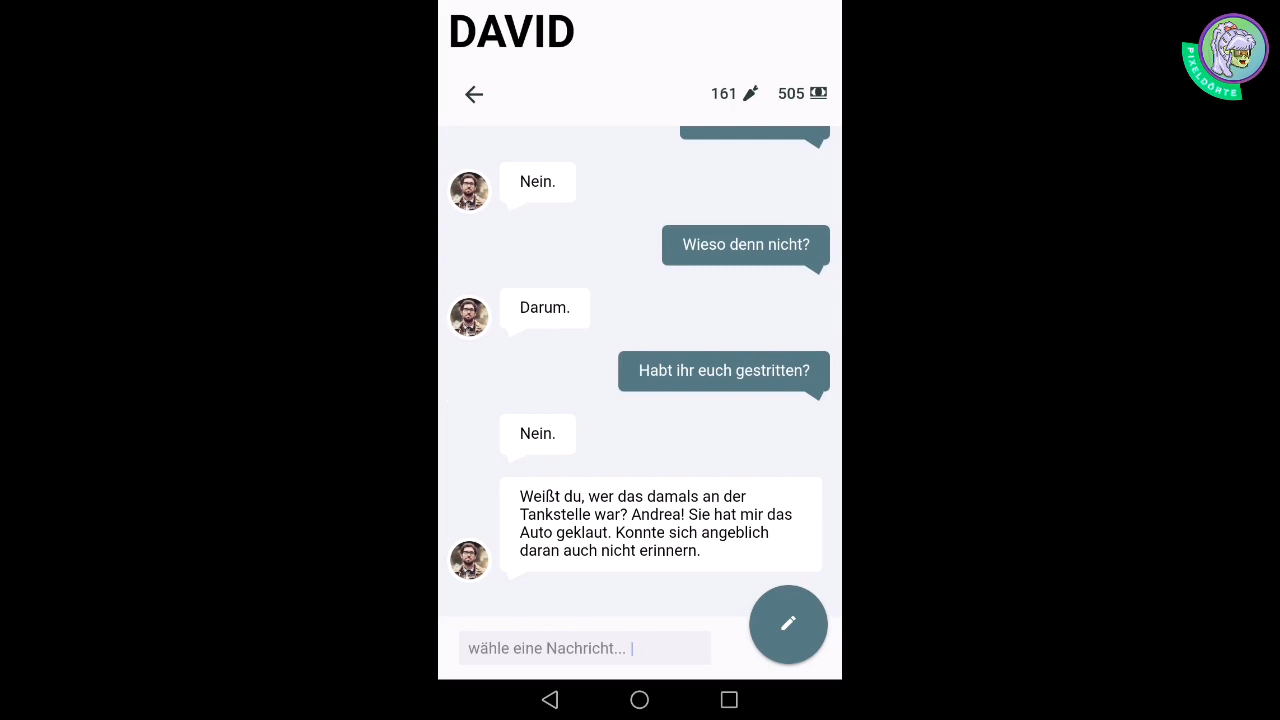 DAVID
161
505
Nein.
Wieso denn nicht?
Darum.
Habt ihr euch gestritten?
Nein.
Weißt du, wer das damals an der
Tankstelle war? Andrea! Sie hat mir das
Auto geklaut. Konnte sich angeblich
daran auch nicht erinnern.
wähle eine Nachricht...
PIXELDÖRTE